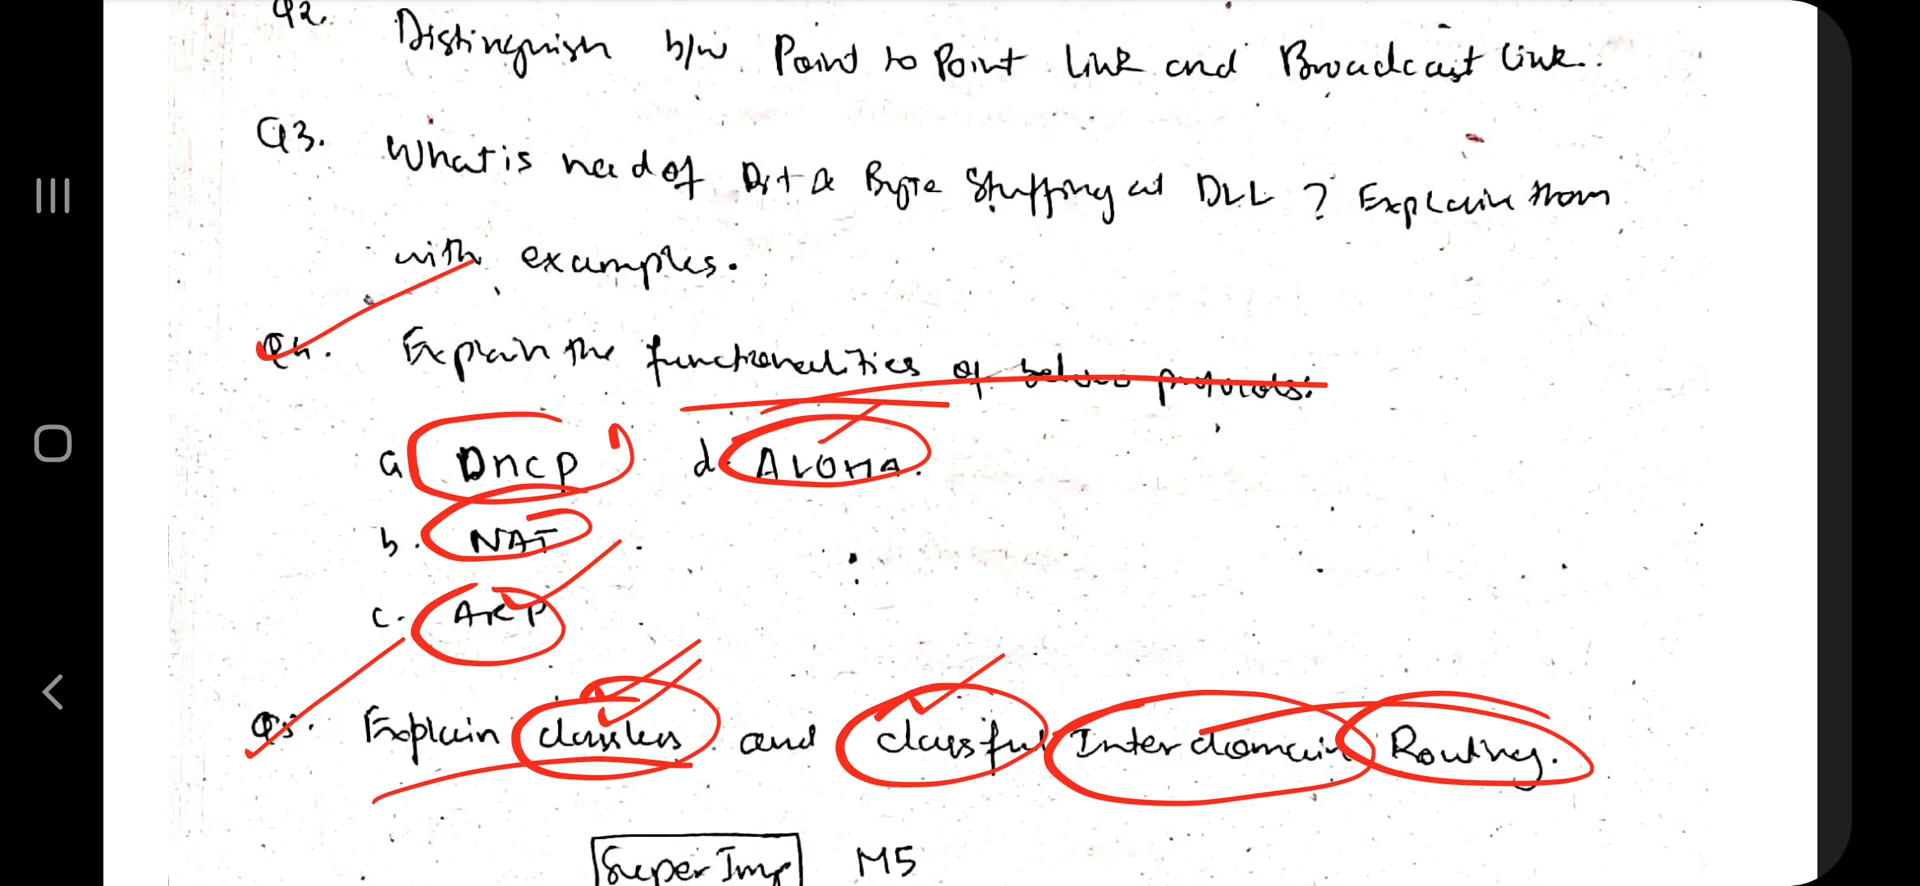 Q2. Distinguish b/w Point to Point Link and Broadcast Link.
Q3. What is need of Bit & Byte Stuffing at DLL ? Explain them
with examples.
Q4. Explain the functionalities of below protocols:
a DHCP d. ALOHA.
b. NAT
c. ARP
Q5. Explain classless and classful Inter domain Routing.
Super Imp M5